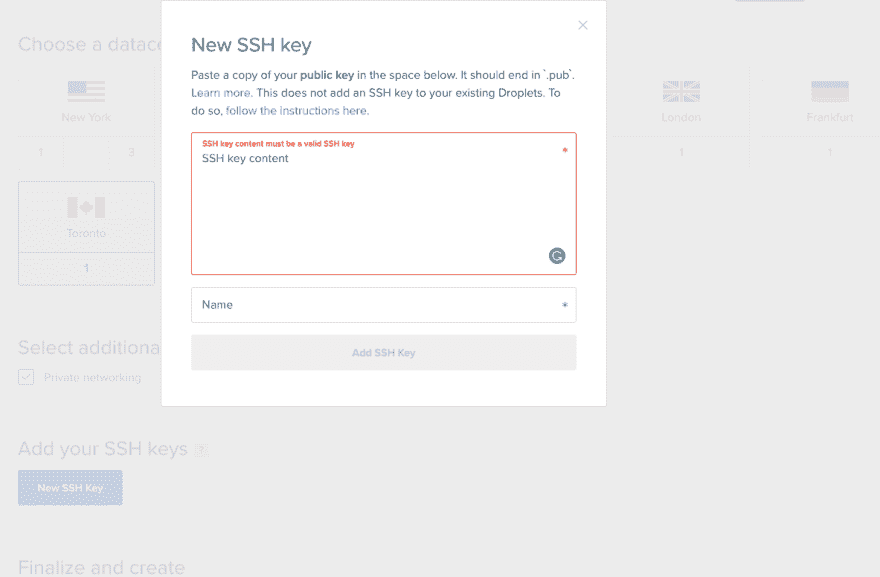 Choose a datace
New SSH key
Paste a copy of your public key in the space below. It should end in `.pub`.
Learn more. This does not add an SSH key to your existing Droplets. To
do so, follow the instructions here.
New York
London
Frankfurt
1
3
1
1
SSH key content must be a valid SSH key
*
SSH key content
Toronto
1
Name *
Add SSH Key
Select additiona
Private networking
Add your SSH keys ?
New SSH Key
Finalize and create